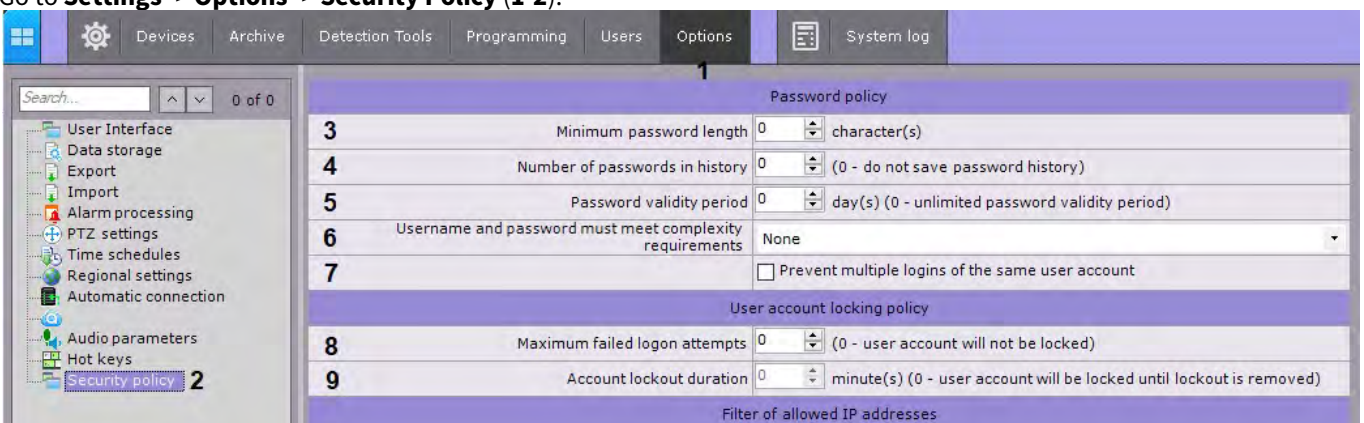 Go to Settings -> Options -> Security Policy (1-2).
Devices Archive Detection Tools Programming Users Options System log
1
Search... 0 of 0
User Interface
Data storage
Export
Import
Alarm processing
PTZ settings
Time schedules
Regional settings
Automatic connection
Audio parameters
Hot keys
Security policy 2
Password policy
3 Minimum password length 0 character(s)
4 Number of passwords in history 0 (0 - do not save password history)
5 Password validity period 0 day(s) (0 - unlimited password validity period)
6 Username and password must meet complexity
requirements None
7 Prevent multiple logins of the same user account
User account locking policy
8 Maximum failed logon attempts 0 (0 - user account will not be locked)
9 Account lockout duration 0 minute(s) (0 - user account will be locked until lockout is removed)
Filter of allowed IP addresses